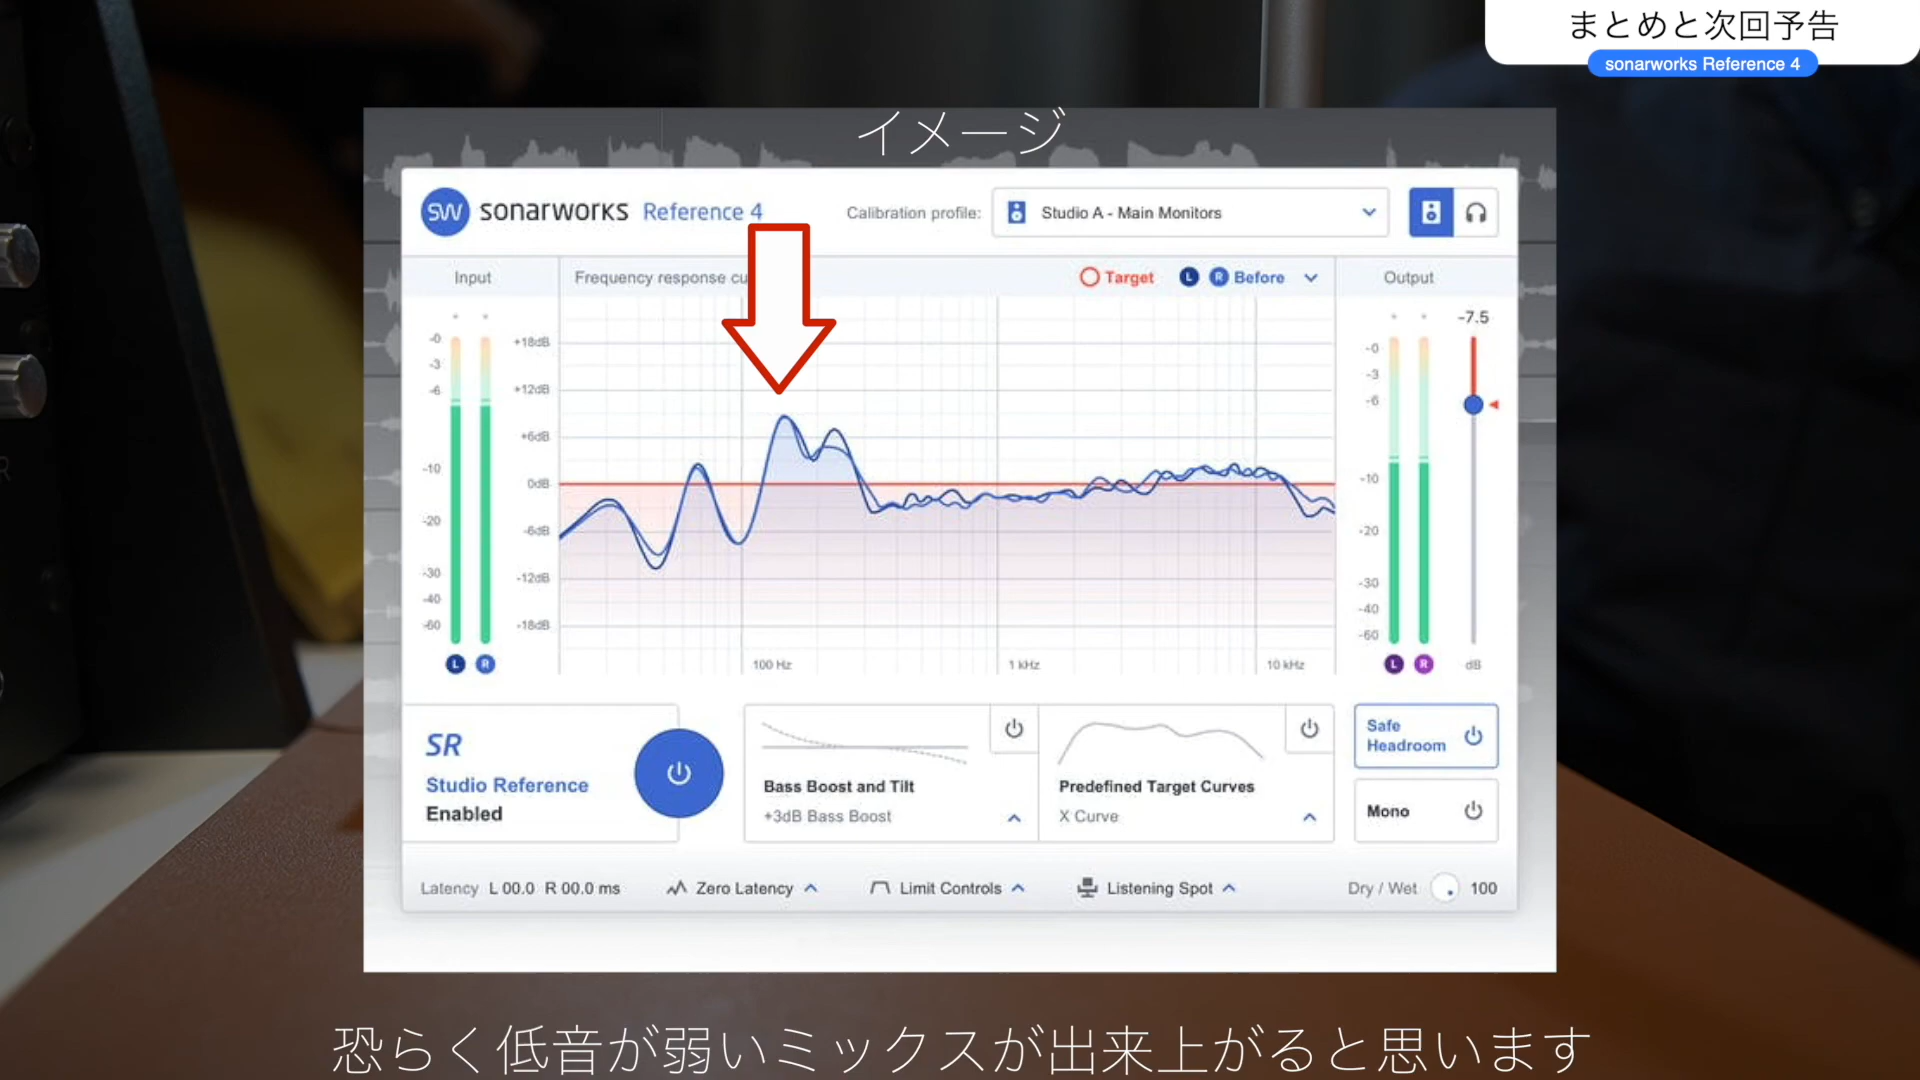 まとめと次回予告
sonarworks Reference 4
イメージ
SW sonarworks Reference 4
Calibration profile: Studio A - Main Monitors
Input
Frequency response cu
Target L R Before
Output
-7.5
-0
-3
-6
-10
-20
-30
-40
-60
L R
+18dB
+12dB
+6dB
0dB
-6dB
-12dB
-18dB
100 Hz 1 kHz 10 kHz
-0
-3
-6
-10
-20
-30
-40
-60
L R dB
SR
Studio Reference
Enabled
Bass Boost and Tilt
+3dB Bass Boost
Predefined Target Curves
X Curve
Safe
Headroom
Mono
Latency L 00.0 R 00.0 ms Zero Latency Limit Controls Listening Spot Dry / Wet 100
恐らく低音が弱いミックスが出来上がると思います